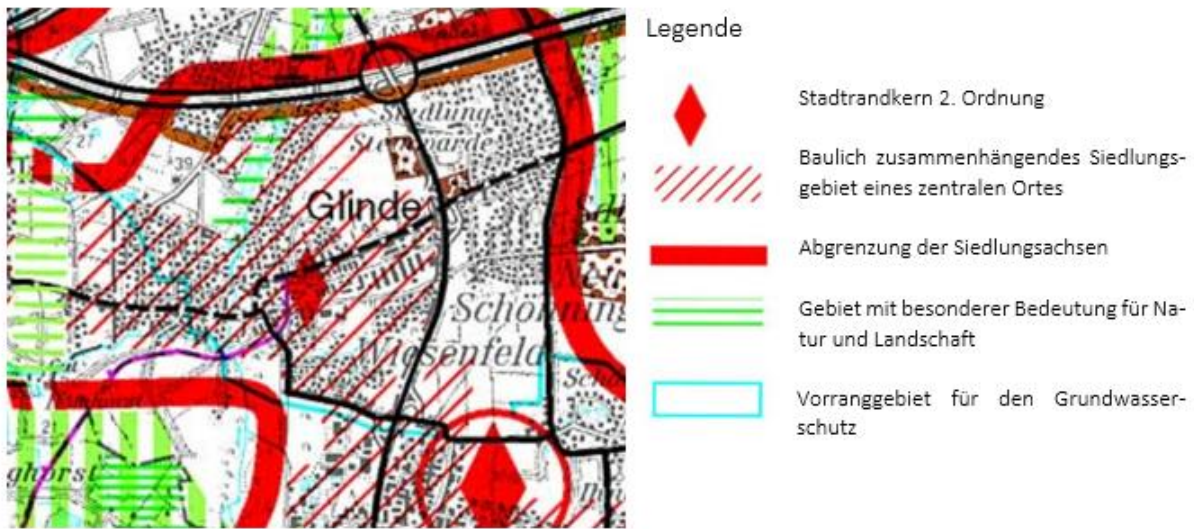 Legende
Stadtrandkern 2. Ordnung
Baulich zusammenhängendes Siedlungs-
gebiet eines zentralen Ortes
Abgrenzung der Siedlungsachsen
Gebiet mit besonderer Bedeutung für Na-
tur und Landschaft
Vorranggebiet für den Grundwasser-
schutz
Siedlung
Glinde
39
Wiesenfeld